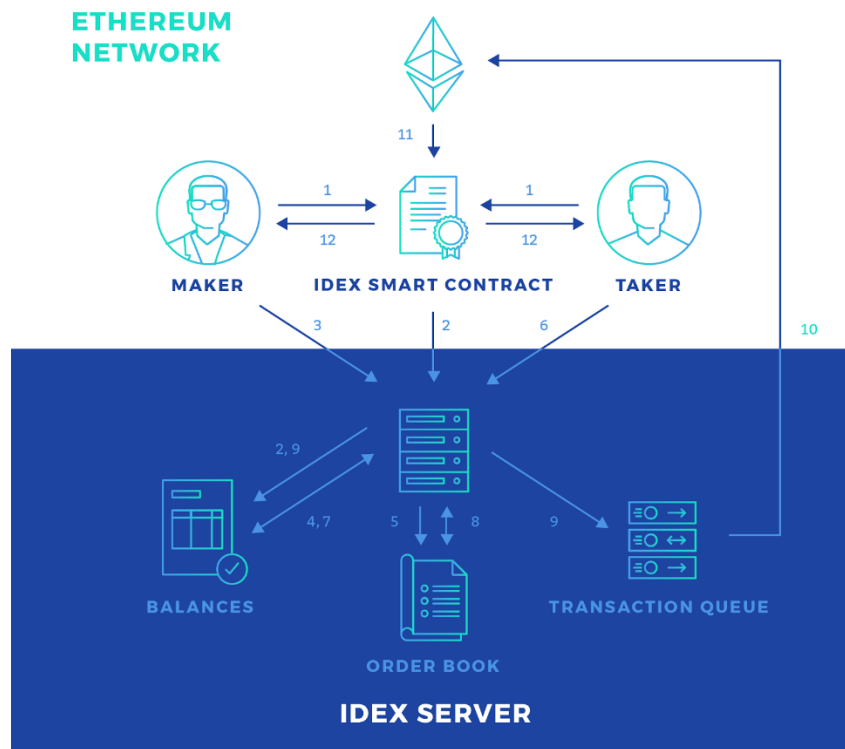 ETHEREUM
NETWORK
11
1
1
12
12
MAKER
IDEX SMART CONTRACT
TAKER
3
2
6
10
2, 9
4, 7
5
8
9
BALANCES
TRANSACTION QUEUE
ORDER BOOK
IDEX SERVER